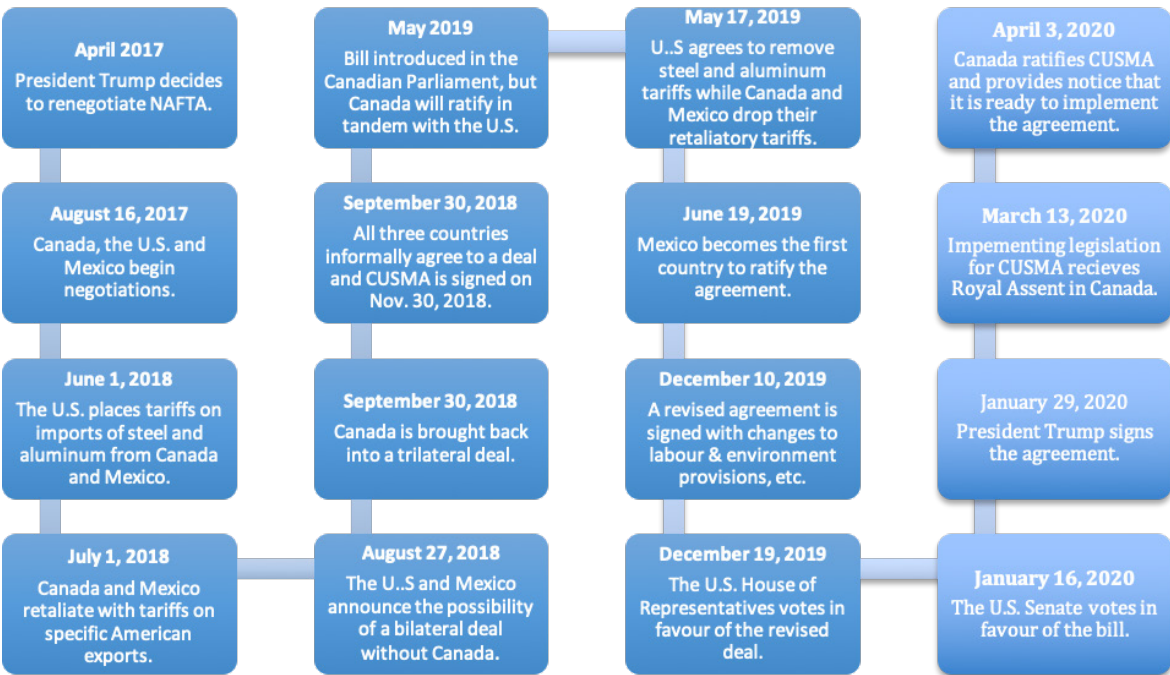 April 2017
President Trump decides
to renegotiate NAFTA.
August 16, 2017
Canada, the U.S. and
Mexico begin
negotiations.
June 1, 2018
The U.S. places tariffs on
imports of steel and
aluminum from Canada
and Mexico.
July 1, 2018
Canada and Mexico
retaliate with tariffs on
specific American
exports.
August 27, 2018
The U..S and Mexico
announce the possibility
of a bilateral deal
without Canada.
September 30, 2018
Canada is brought back
into a trilateral deal.
September 30, 2018
All three countries
informally agree to a deal
and CUSMA is signed on
Nov. 30, 2018.
May 2019
Bill introduced in the
Canadian Parliament, but
Canada will ratify in
tandem with the U.S.
May 17, 2019
U..S agrees to remove
steel and aluminum
tariffs while Canada and
Mexico drop their
retaliatory tariffs.
June 19, 2019
Mexico becomes the first
country to ratify the
agreement.
December 10, 2019
A revised agreement is
signed with changes to
labour & environment
provisions, etc.
December 19, 2019
The U.S. House of
Representatives votes in
favour of the revised
deal.
January 16, 2020
The U.S. Senate votes in
favour of the bill.
January 29, 2020
President Trump signs
the agreement.
March 13, 2020
Impementing legislation
for CUSMA recieves
Royal Assent in Canada.
April 3, 2020
Canada ratifies CUSMA
and provides notice that
it is ready to implement
the agreement.